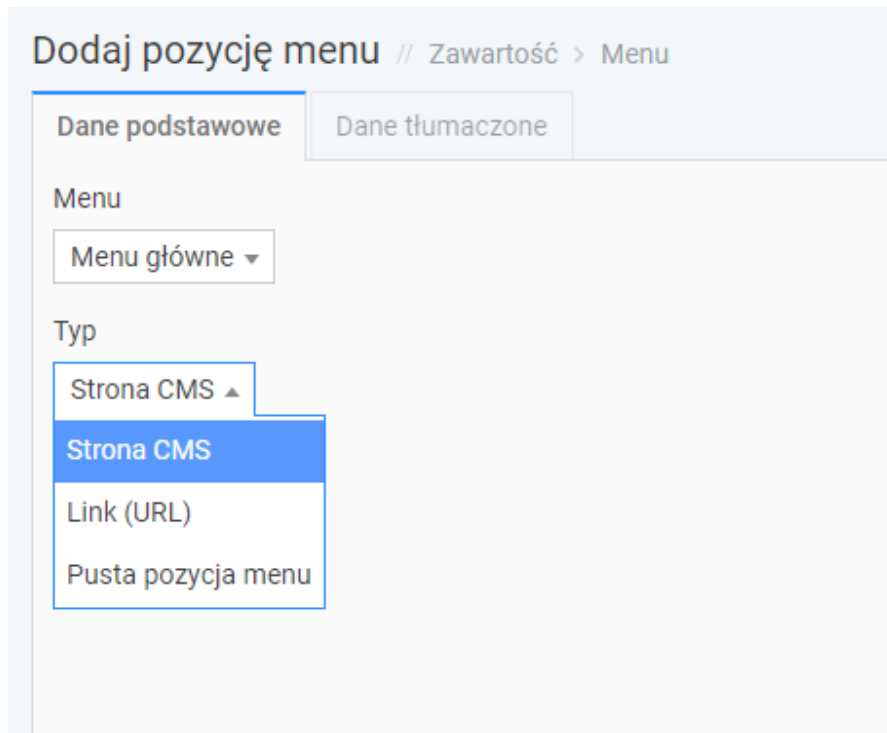 Dodaj pozycję menu // Zawartość > Menu
Dane podstawowe Dane tłumaczone
Menu
Menu główne
Typ
Strona CMS
Strona CMS
Link (URL)
Pusta pozycja menu